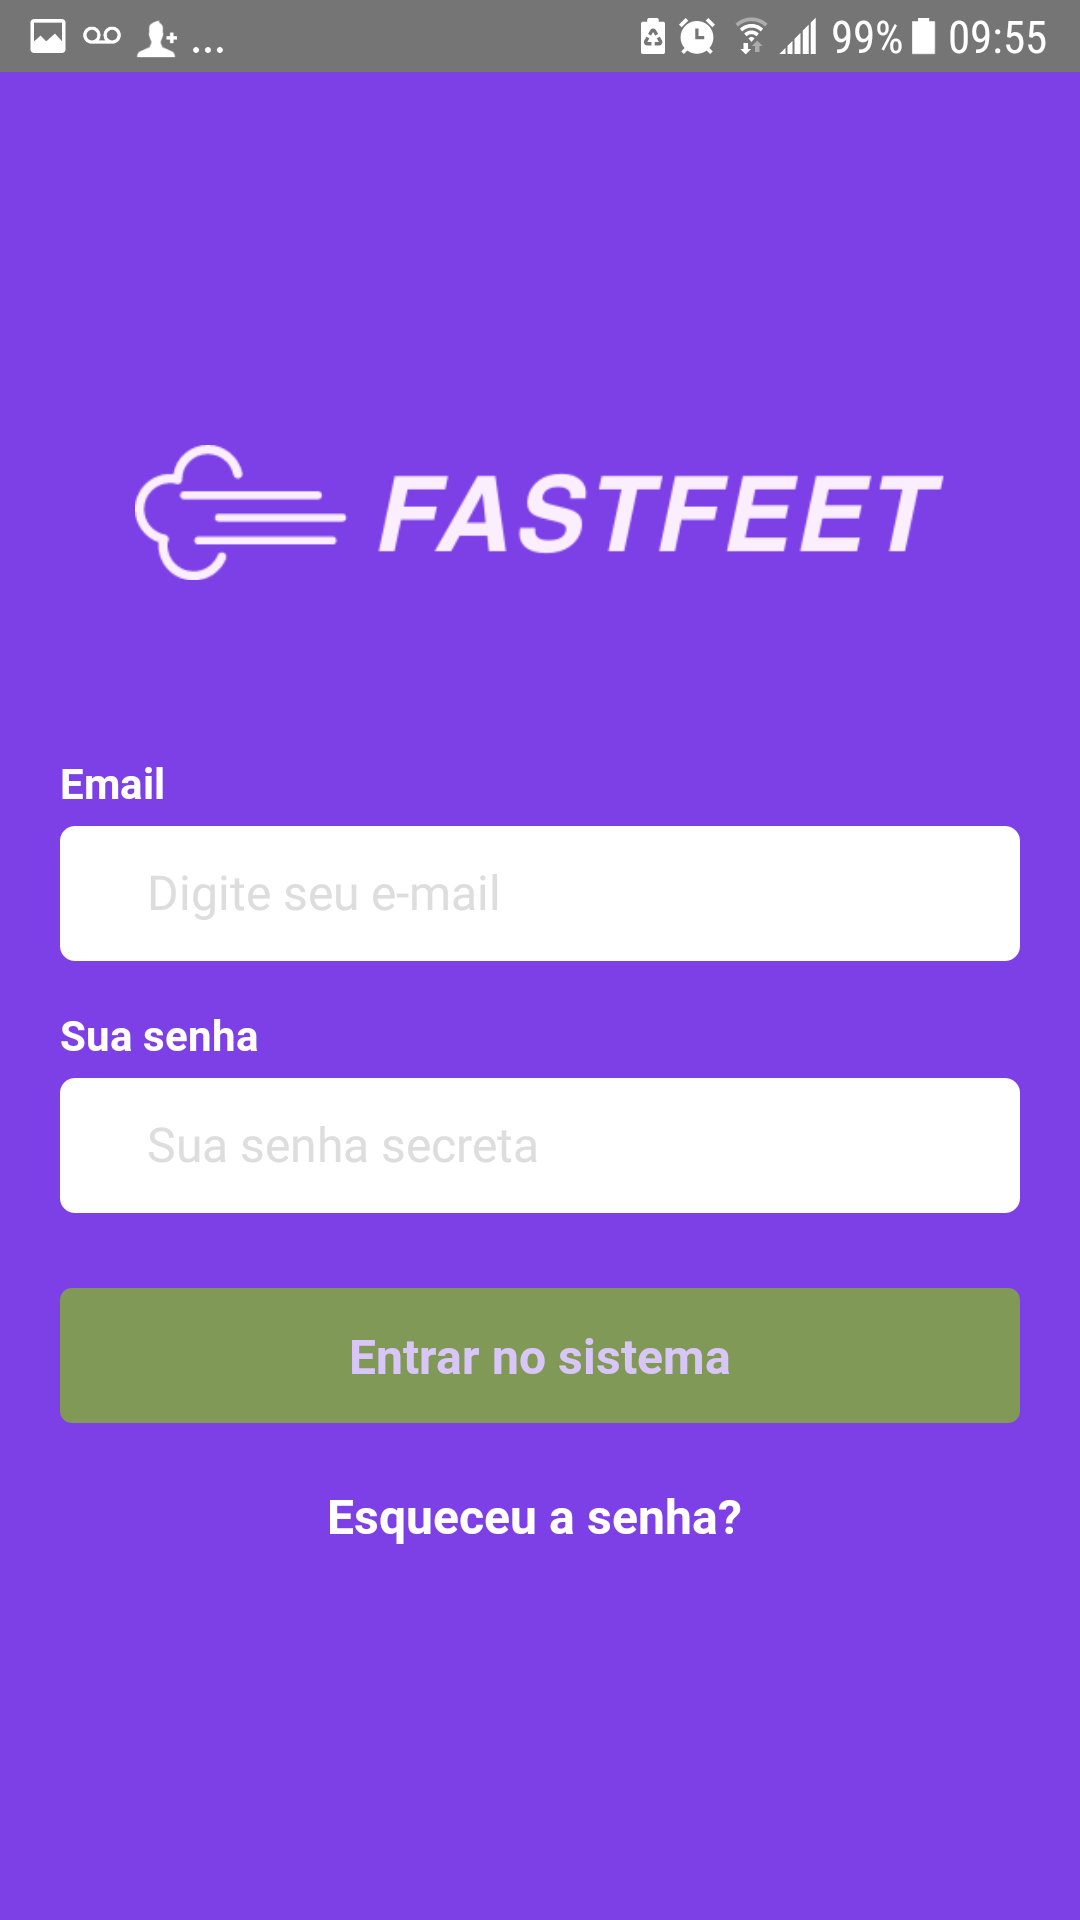 ... 99% 09:55
FASTFEET
Email
Digite seu e-mail
Sua senha
Sua senha secreta
Entrar no sistema
Esqueceu a senha?